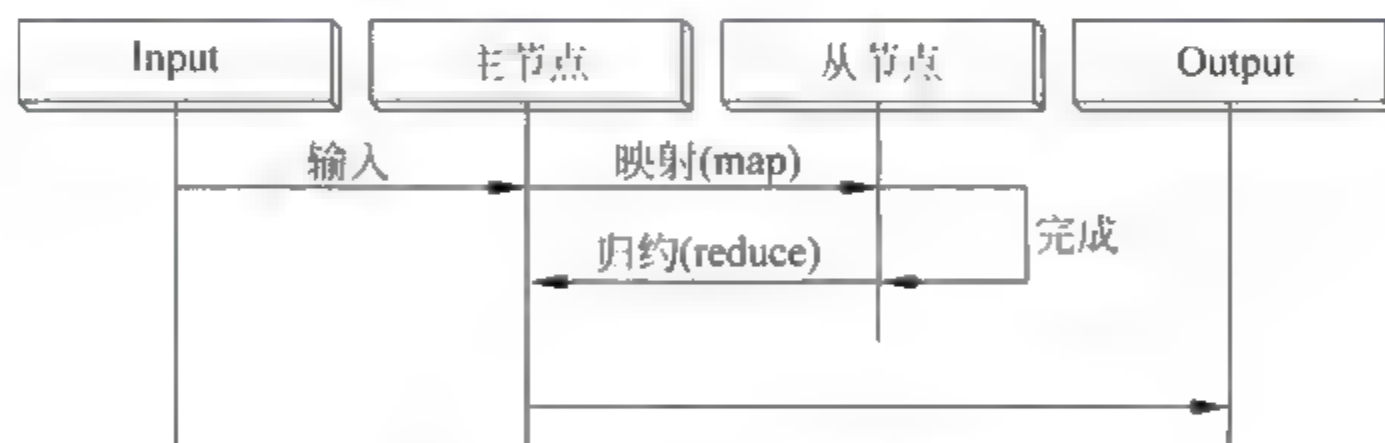 Input
主节点
从节点
Output
输入
映射(map)
归约(reduce)
完成